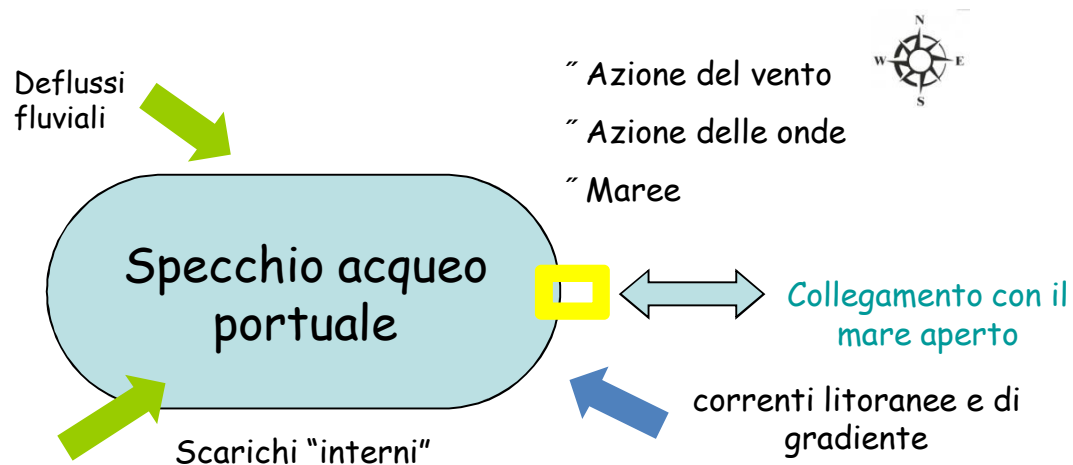 N
W E
S
Deflussi
fluviali
˝ Azione del vento
˝ Azione delle onde
˝ Maree
Specchio acqueo
portuale
Collegamento con il
mare aperto
correnti litoranee e di
gradiente
Scarichi “interni”